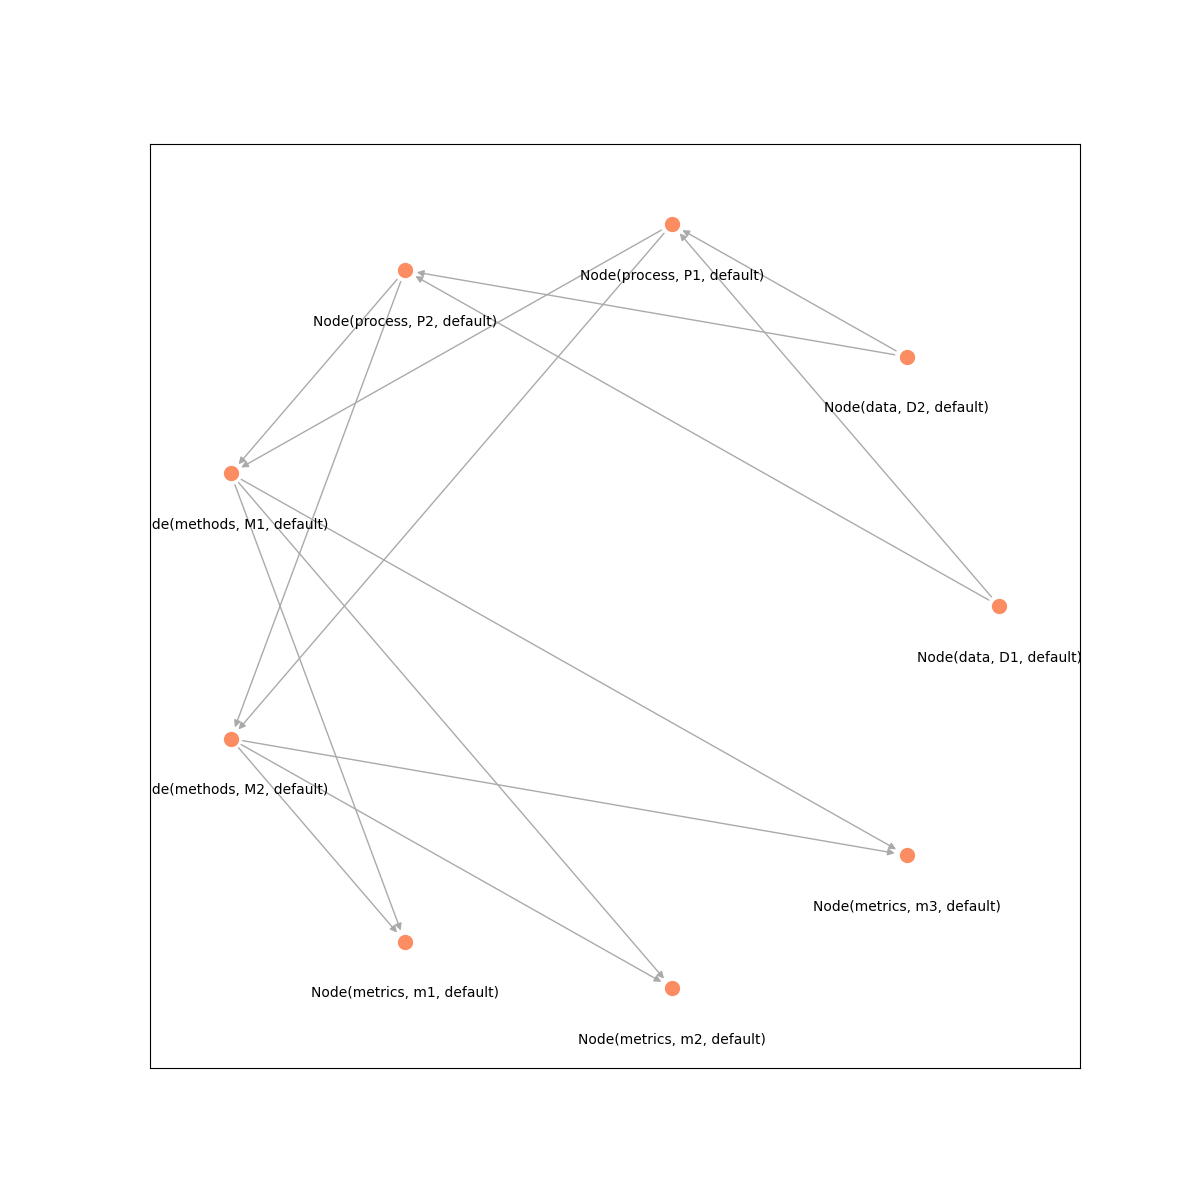 Node(process, P1, default)
Node(process, P2, default)
Node(data, D2, default)
de(methods, M1, default)
Node(data, D1, default)
de(methods, M2, default)
Node(metrics, m3, default)
Node(metrics, m1, default)
Node(metrics, m2, default)